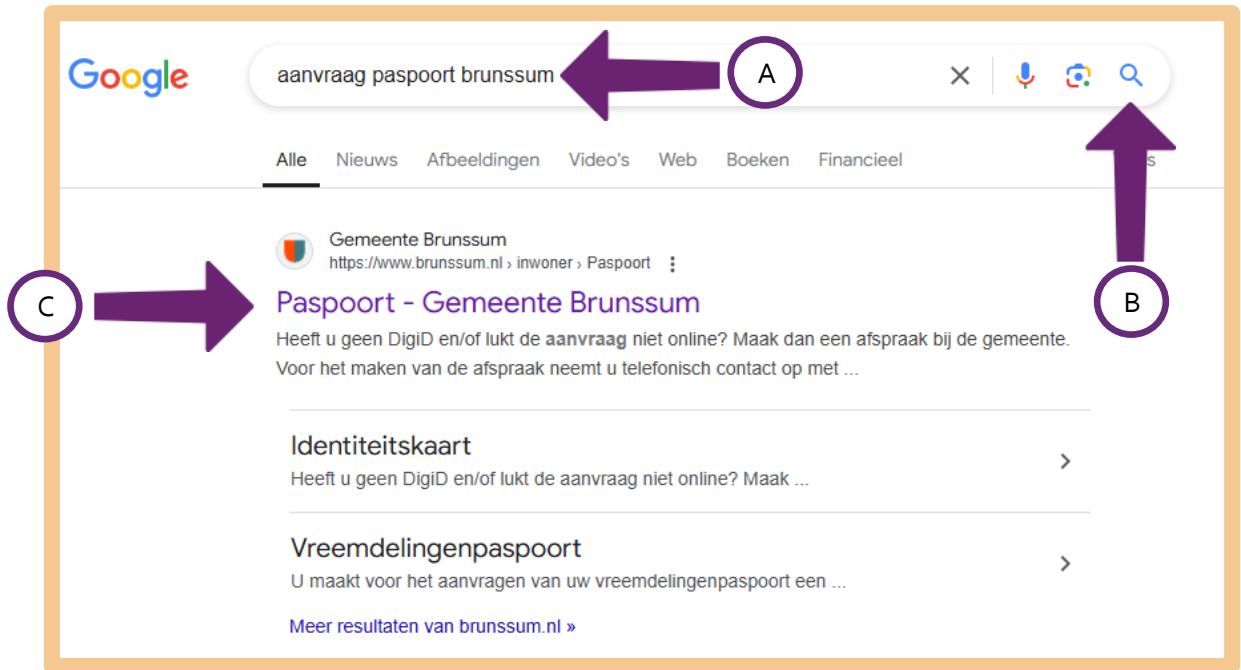 Google
aanvraag paspoort brunssum
A
Alle Nieuws Afbeeldingen Video's Web Boeken Financieel
Gemeente Brunssum
https://www.brunssum.nl › inwoner › Paspoort
C
Paspoort - Gemeente Brunssum
B
Heeft u geen DigiD en/of lukt de aanvraag niet online? Maak dan een afspraak bij de gemeente.
Voor het maken van de afspraak neemt u telefonisch contact op met ...
Identiteitskaart
Heeft u geen DigiD en/of lukt de aanvraag niet online? Maak ...
Vreemdelingenpaspoort
U maakt voor het aanvragen van uw vreemdelingenpaspoort een ...
Meer resultaten van brunssum.nl »